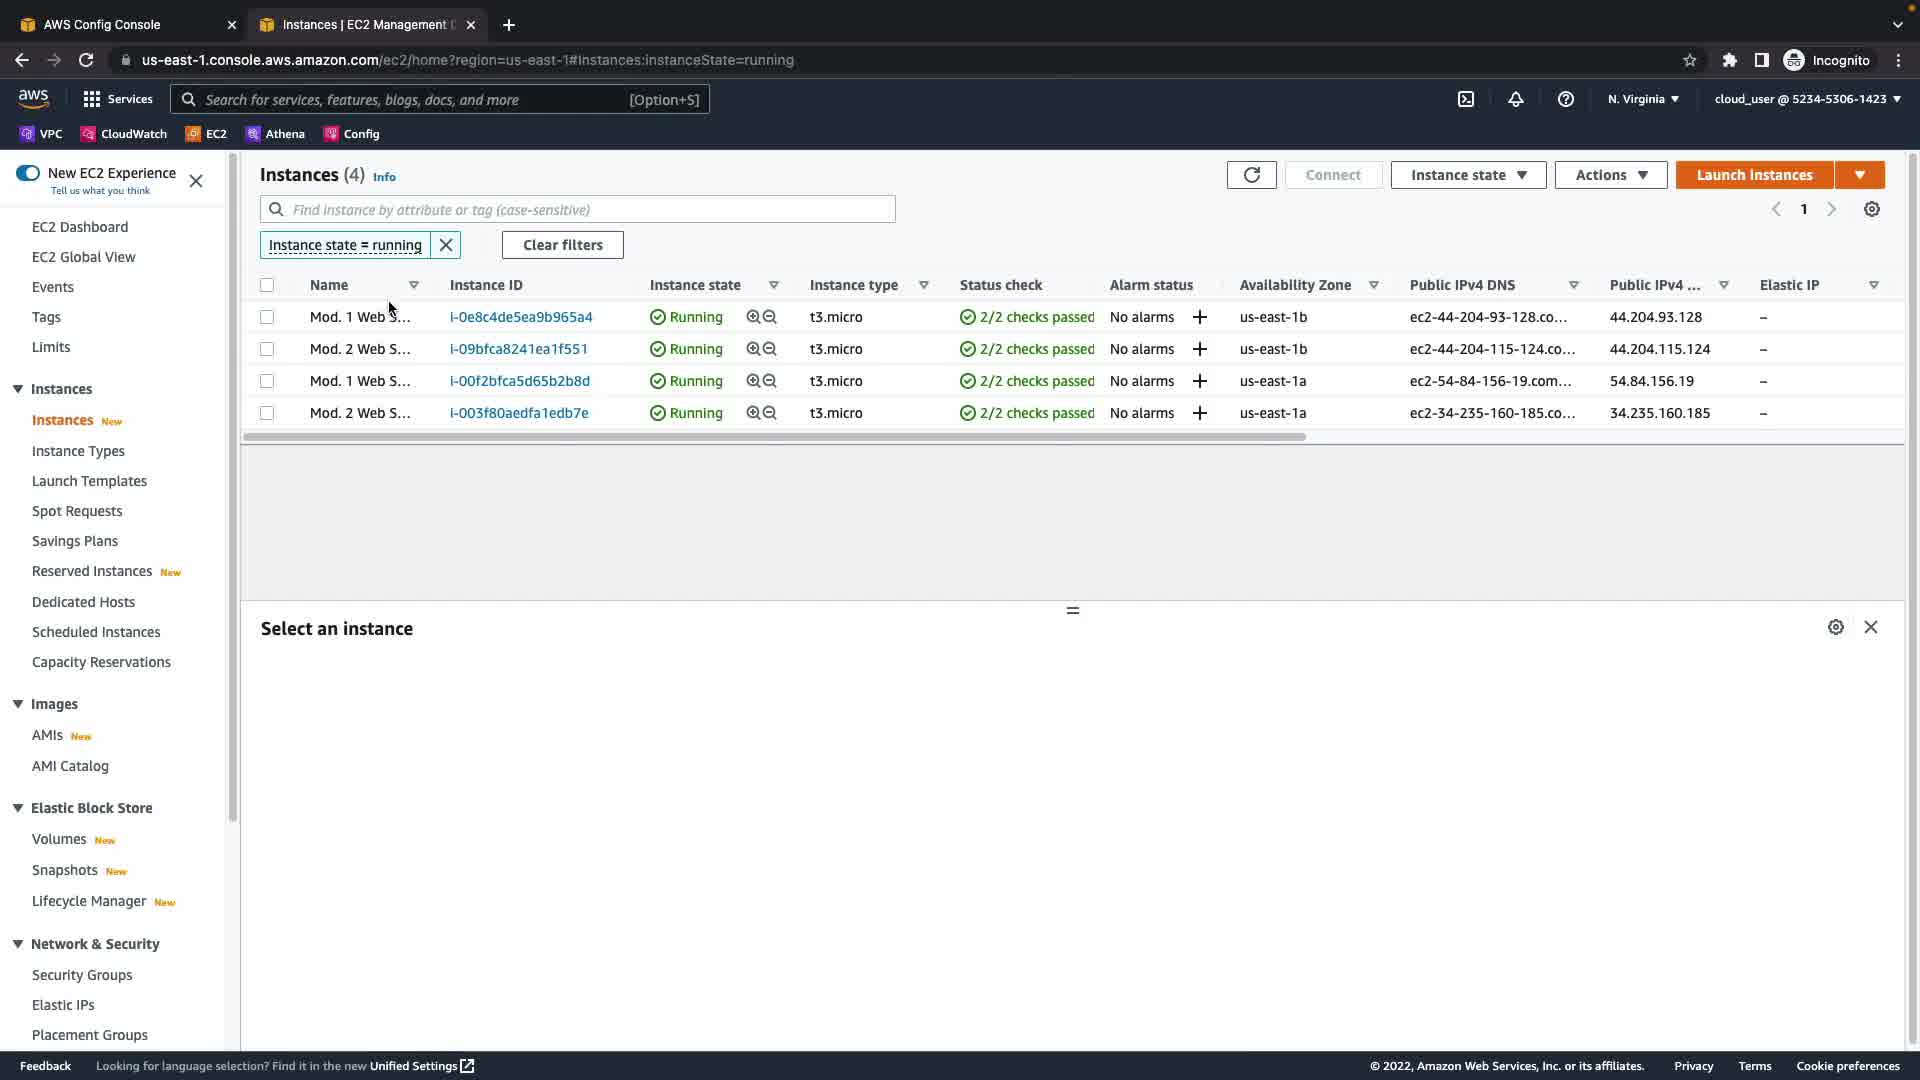 AWS Config Console
Instances | EC2 Management C
us-east-1.console.aws.amazon.com/ec2/home?region=us-east-1#Instances:instanceState=running
Incognito
aws
Services
Search for services, features, blogs, docs, and more
[Option+S]
N. Virginia
cloud_user @ 5234-5306-1423
VPC
CloudWatch
EC2
Athena
Config
New EC2 Experience
Tell us what you think
EC2 Dashboard
EC2 Global View
Events
Tags
Limits
Instances
Instances New
Instance Types
Launch Templates
Spot Requests
Savings Plans
Reserved Instances New
Dedicated Hosts
Scheduled Instances
Capacity Reservations
Images
AMIs New
AMI Catalog
Elastic Block Store
Volumes New
Snapshots New
Lifecycle Manager New
Network & Security
Security Groups
Elastic IPs
Placement Groups
Instances (4) Info
Connect
Instance state
Actions
Launch instances
Find instance by attribute or tag (case-sensitive)
1
Instance state = running
Clear filters
Name Instance ID Instance state Instance type Status check Alarm status Availability Zone Public IPv4 DNS Public IPv4 ... Elastic IP
Mod. 1 Web S... i-0e8c4de5ea9b965a4 Running t3.micro 2/2 checks passed No alarms us-east-1b ec2-44-204-93-128.co... 44.204.93.128 –
Mod. 2 Web S... i-09bfca8241ea1f551 Running t3.micro 2/2 checks passed No alarms us-east-1b ec2-44-204-115-124.co... 44.204.115.124 –
Mod. 1 Web S... i-00f2bfca5d65b2b8d Running t3.micro 2/2 checks passed No alarms us-east-1a ec2-54-84-156-19.com... 54.84.156.19 –
Mod. 2 Web S... i-003f80aedfa1edb7e Running t3.micro 2/2 checks passed No alarms us-east-1a ec2-34-235-160-185.co... 34.235.160.185 –
Select an instance
Feedback
Looking for language selection? Find it in the new Unified Settings
© 2022, Amazon Web Services, Inc. or its affiliates.
Privacy
Terms
Cookie preferences